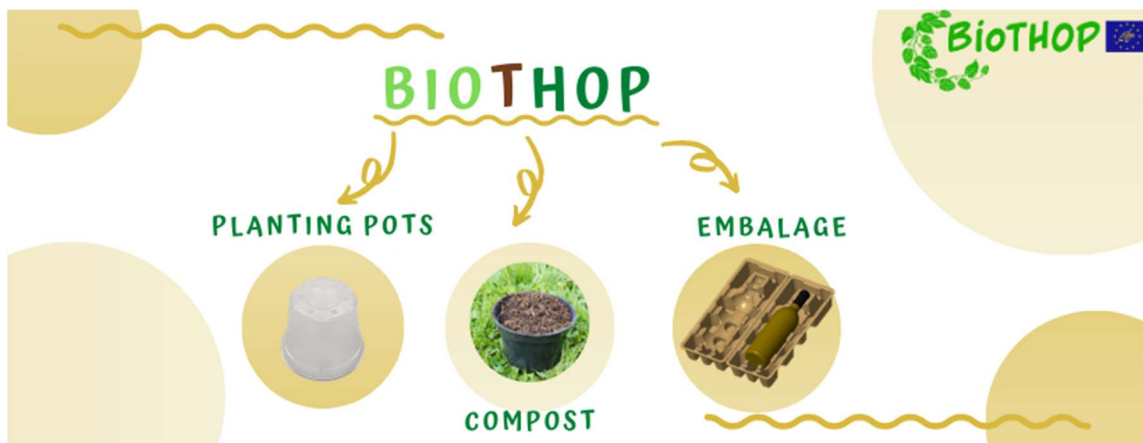 BioTHOP
BIOTHOP
PLANTING POTS
EMBALAGE
COMPOST